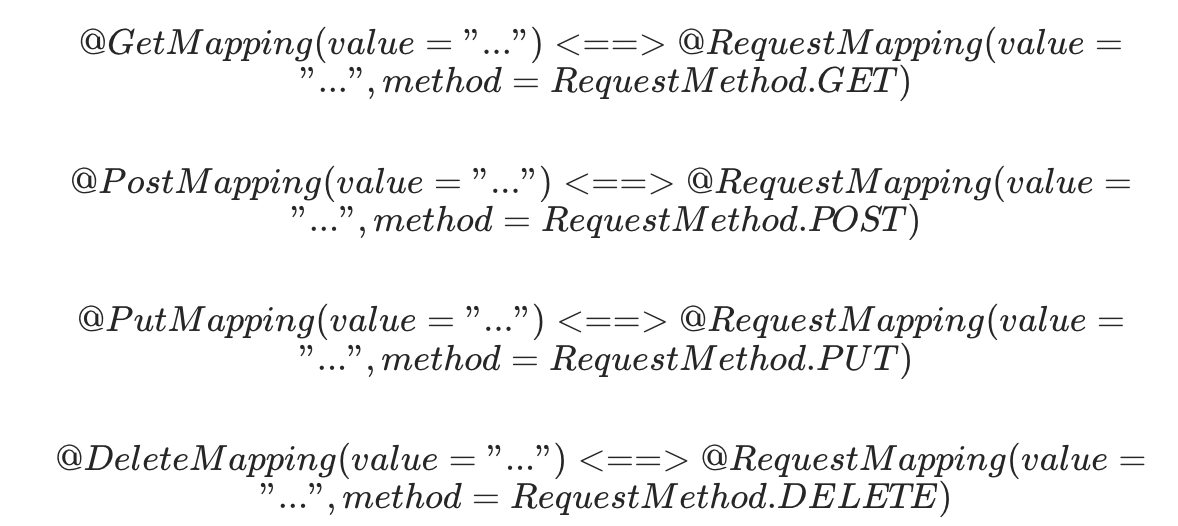 @GetMapping(value = ”...”) <==> @RequestMapping(value =
”...”, method = RequestMethod.GET)
@PostMapping(value = ”...”) <==> @RequestMapping(value =
”...”, method = RequestMethod.POST)
@PutMapping(value = ”...”) <==> @RequestMapping(value =
”...”, method = RequestMethod.PUT)
@DeleteMapping(value = ”...”) <==> @RequestMapping(value =
”...”, method = RequestMethod.DELETE)